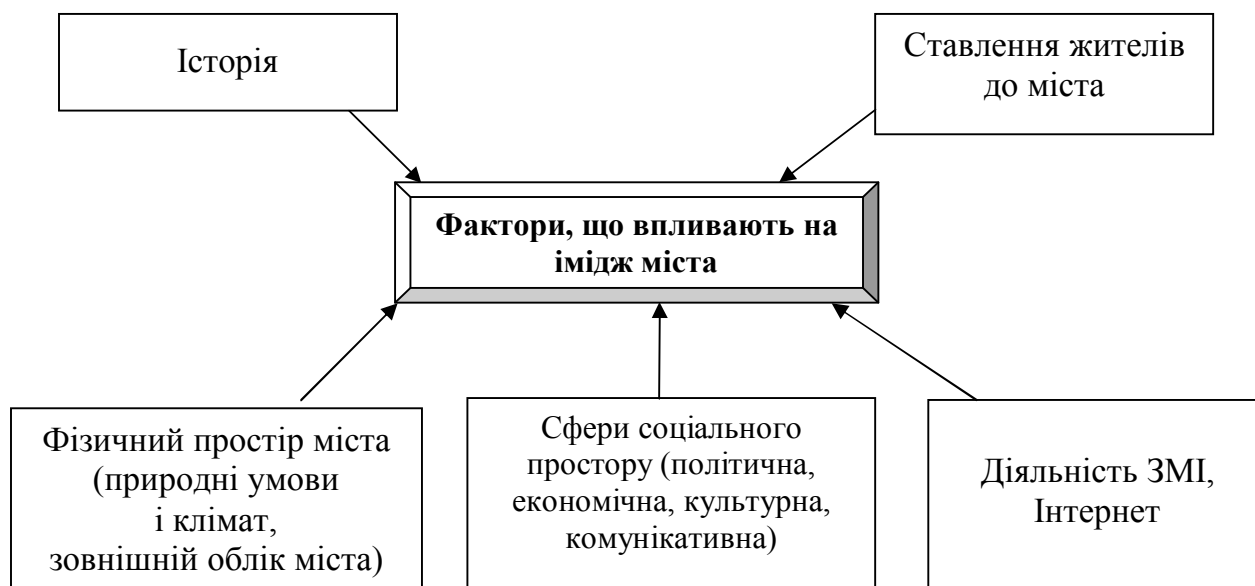 Історія
Ставлення жителів
до міста
Фактори, що впливають на
імідж міста
Фізичний простір міста
(природні умови
і клімат,
зовнішній облік міста)
Сфери соціального
простору (політична,
економічна, культурна,
комунікативна)
Діяльність ЗМІ,
Інтернет